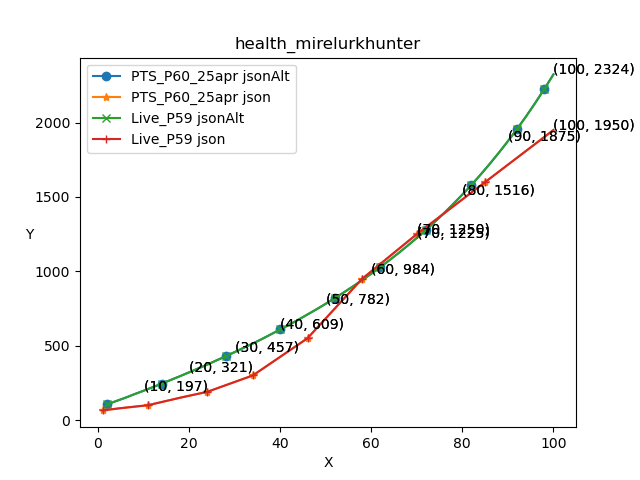 health_mirelurkhunter
PTS_P60_25apr jsonAlt
PTS_P60_25apr json
Live_P59 jsonAlt
Live_P59 json
(100, 2324)
(100, 1950)
(90, 1875)
(80, 1516)
(70, 1250)
(70, 1225)
(60, 984)
(50, 782)
(40, 609)
(30, 457)
(20, 321)
(10, 197)
Y
2000
1500
1000
500
0
0 20 40 60 80 100
X